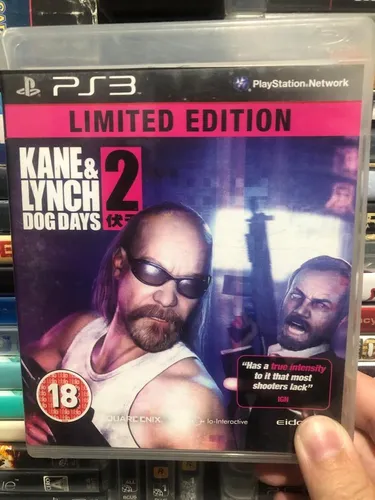 PS3
PlayStation®Network
LIMITED EDITION
KANE &
LYNCH
DOG DAYS
2
"Has a true intensity
to it that most
shooters lack"
IGN
18
SQUARE ENIX
Io-Interactive